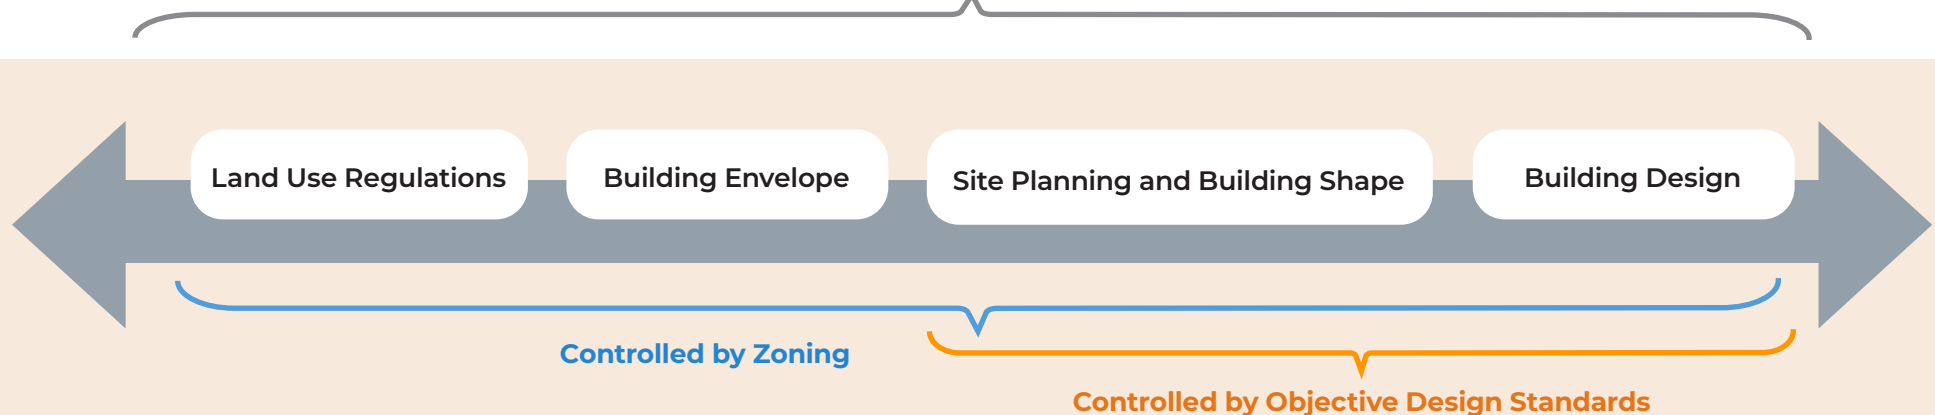 Land Use Regulations
Building Envelope
Site Planning and Building Shape
Building Design
Controlled by Zoning
Controlled by Objective Design Standards